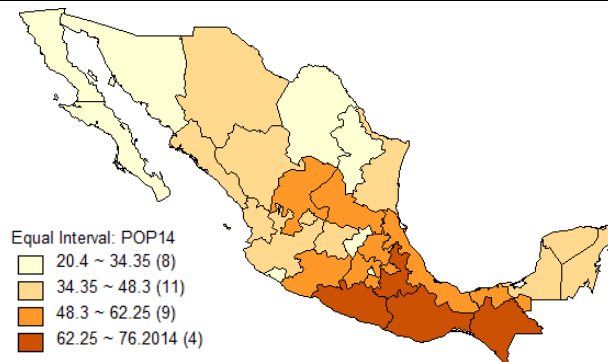 Equal Interval: POP14
20.4 ~ 34.35 (8)
34.35 ~ 48.3 (11)
48.3 ~ 62.25 (9)
62.25 ~ 76.2014 (4)